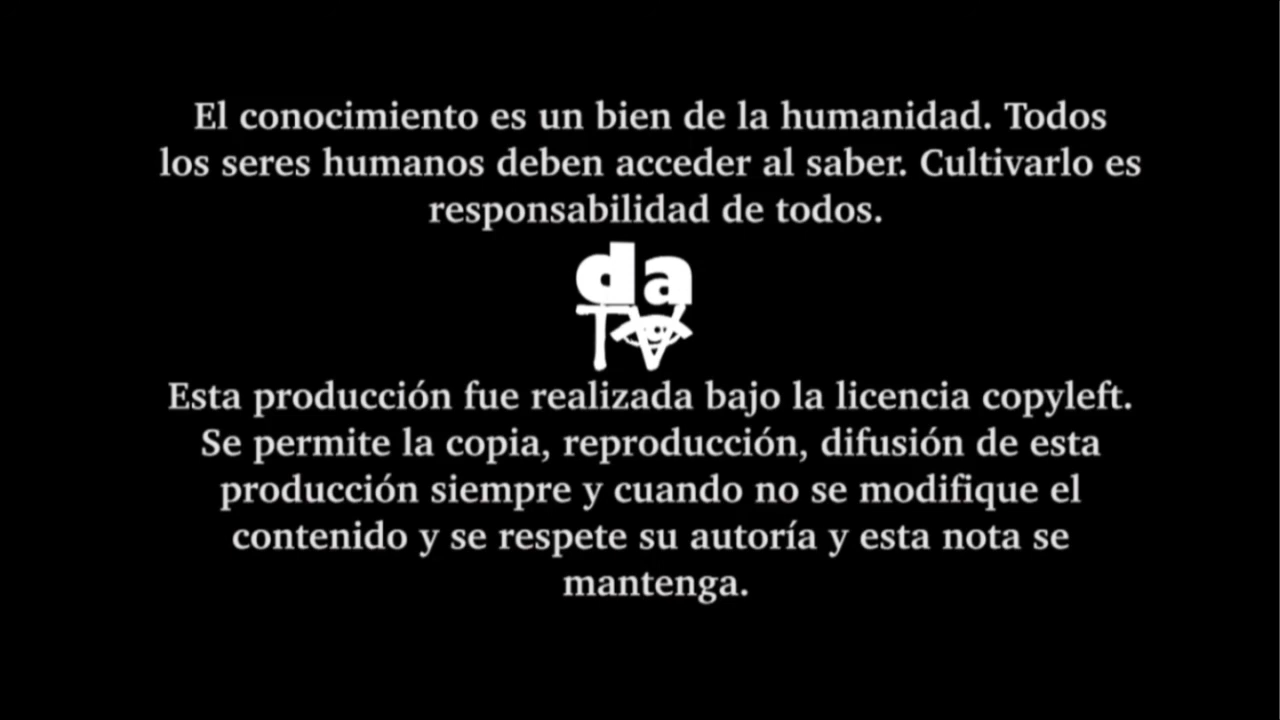 El conocimiento es un bien de la humanidad. Todos
los seres humanos deben acceder al saber. Cultivarlo es
responsabilidad de todos.
da
TV
Esta producción fue realizada bajo la licencia copyleft.
Se permite la copia, reproducción, difusión de esta
producción siempre y cuando no se modifique el
contenido y se respete su autoría y esta nota se
mantenga.